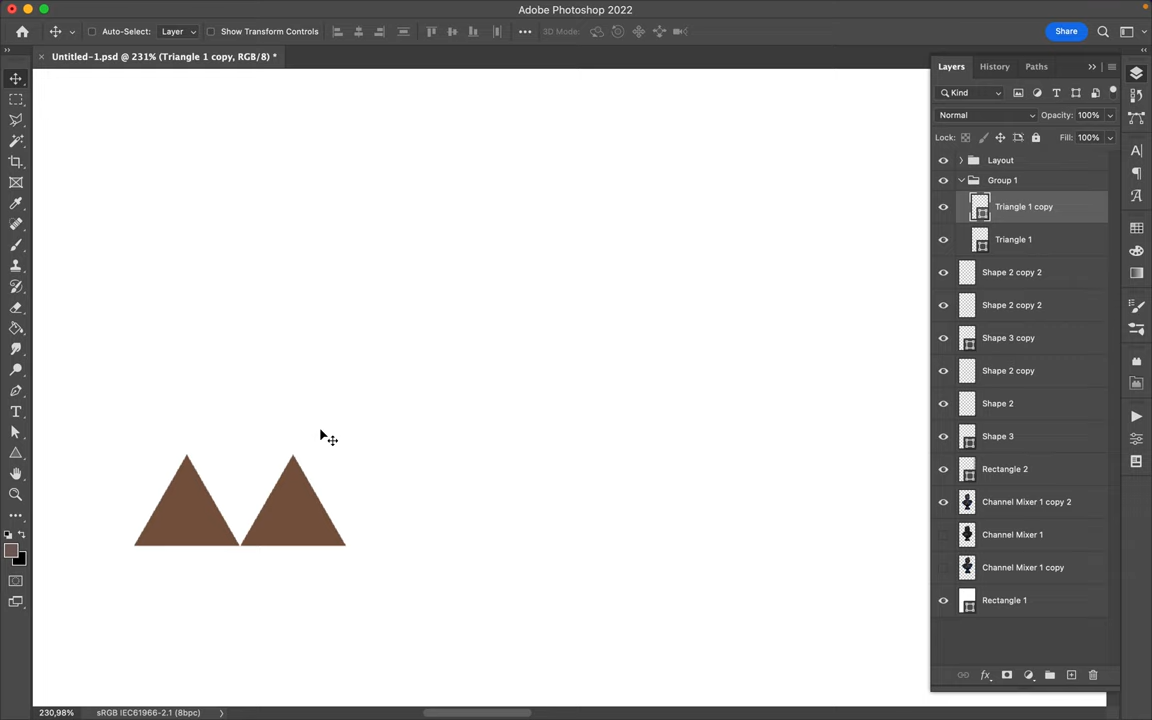 Adobe Photoshop 2022
Auto-Select: Layer Show Transform Controls 3D Mode: Share
Untitled-1.psd @ 231% (Triangle 1 copy, RGB/8) *
Layers History Paths
Kind
Normal Opacity: 100%
Lock: Fill: 100%
Layout
Group 1
Triangle 1 copy
Triangle 1
Shape 2 copy 2
Shape 2 copy 2
Shape 3 copy
Shape 2 copy
Shape 2
Shape 3
Rectangle 2
Channel Mixer 1 copy 2
Channel Mixer 1
Channel Mixer 1 copy
Rectangle 1
fx
230,98% sRGB IEC61966-2.1 (8bpc)